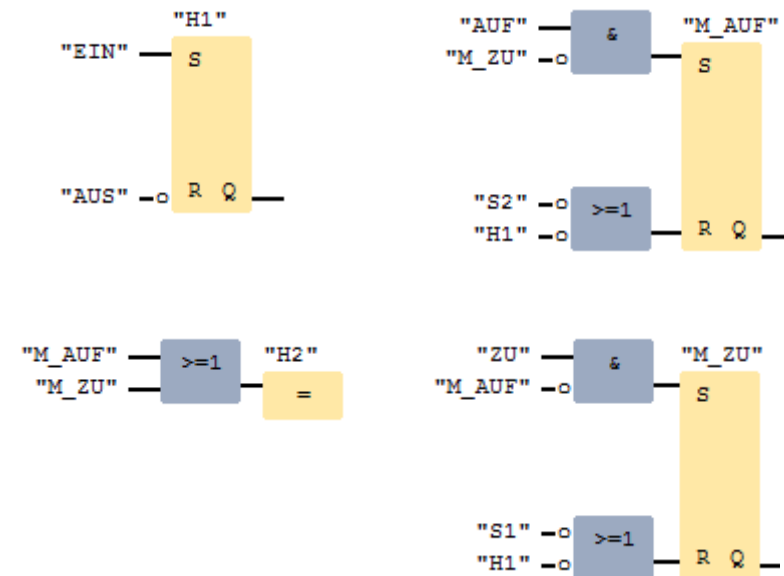 "H1"
"EIN"
S
"AUS"
R Q
"AUF"
"M_ZU"
&
"M_AUF"
S
"S2"
"H1"
>=1
R Q
"M_AUF"
"M_ZU"
>=1
"H2"
=
"ZU"
"M_AUF"
&
"M_ZU"
S
"S1"
"H1"
>=1
R Q